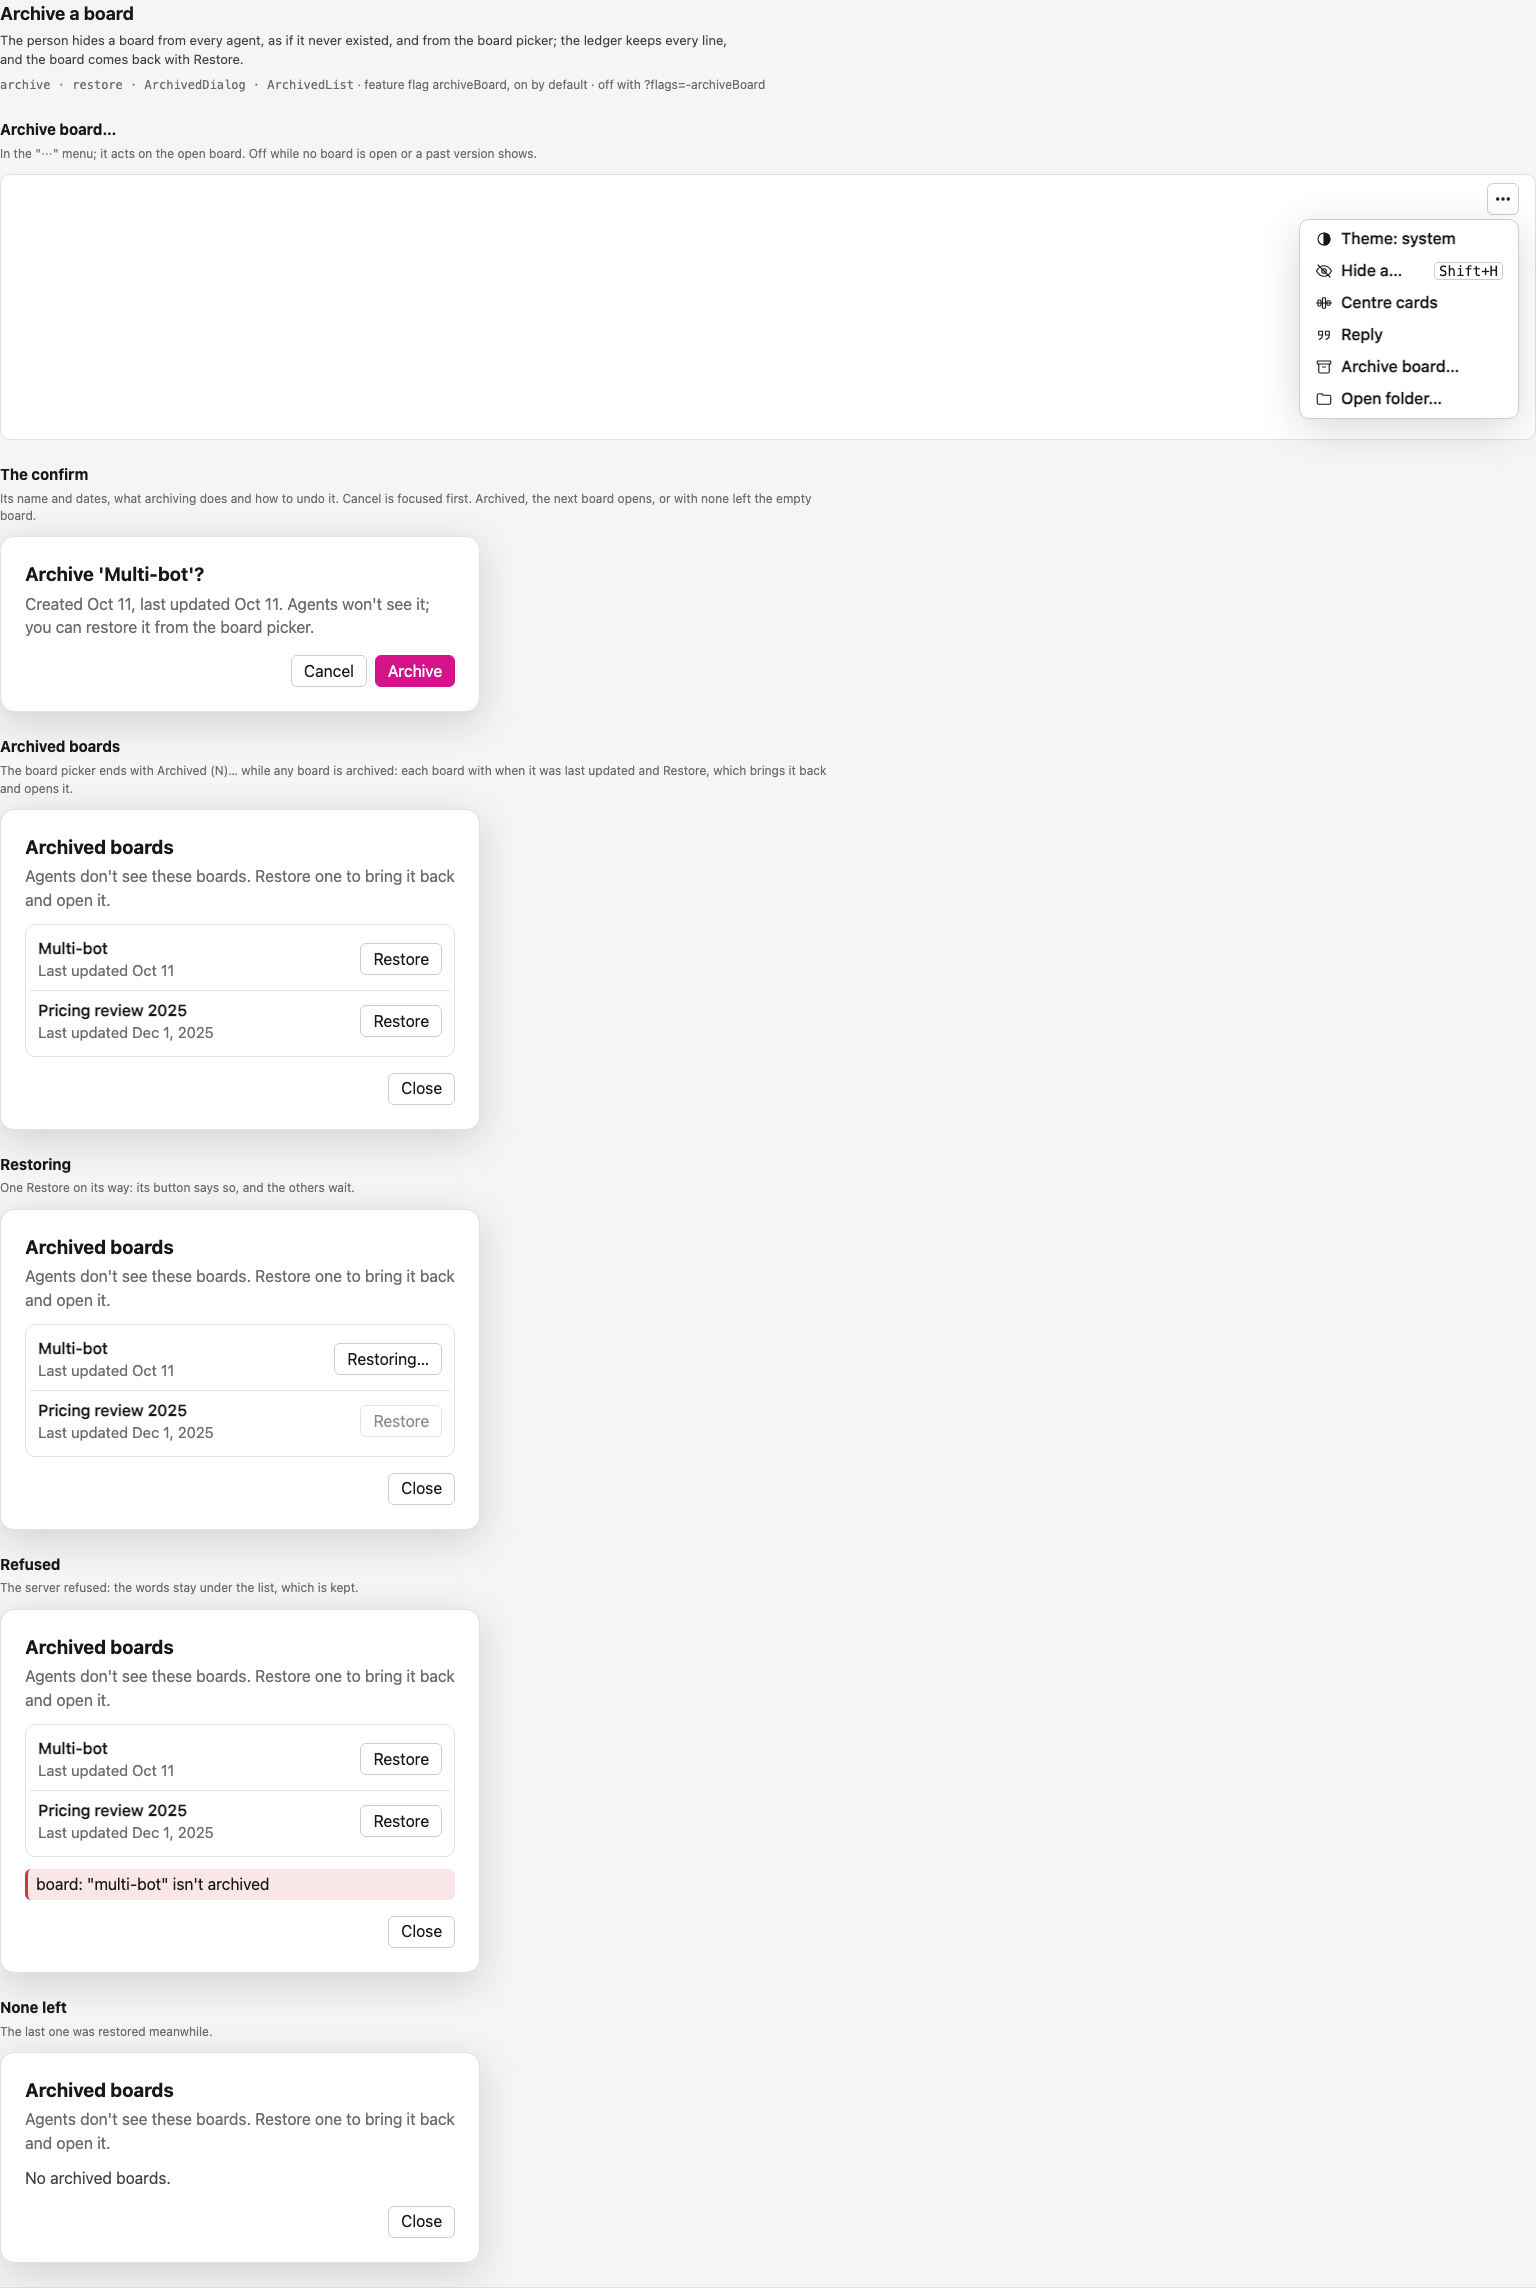 Archive a board
The person hides a board from every agent, as if it never existed, and from the board picker; the ledger keeps every line,
and the board comes back with Restore.
archive · restore · ArchivedDialog · ArchivedList · feature flag archiveBoard, on by default · off with ?flags=-archiveBoard
Archive board...
In the "···" menu; it acts on the open board. Off while no board is open or a past version shows.
Theme: system
Hide a... Shift+H
Centre cards
Reply
Archive board...
Open folder...
The confirm
Its name and dates, what archiving does and how to undo it. Cancel is focused first. Archived, the next board opens, or with none left the empty
board.
Archive 'Multi-bot'?
Created Oct 11, last updated Oct 11. Agents won't see it;
you can restore it from the board picker.
Cancel Archive
Archived boards
The board picker ends with Archived (N)... while any board is archived: each board with when it was last updated and Restore, which brings it back
and opens it.
Archived boards
Agents don't see these boards. Restore one to bring it back
and open it.
Multi-bot
Last updated Oct 11
Restore
Pricing review 2025
Last updated Dec 1, 2025
Restore
Close
Restoring
One Restore on its way: its button says so, and the others wait.
Archived boards
Agents don't see these boards. Restore one to bring it back
and open it.
Multi-bot
Last updated Oct 11
Restoring...
Pricing review 2025
Last updated Dec 1, 2025
Restore
Close
Refused
The server refused: the words stay under the list, which is kept.
Archived boards
Agents don't see these boards. Restore one to bring it back
and open it.
Multi-bot
Last updated Oct 11
Restore
Pricing review 2025
Last updated Dec 1, 2025
Restore
board: "multi-bot" isn't archived
Close
None left
The last one was restored meanwhile.
Archived boards
Agents don't see these boards. Restore one to bring it back
and open it.
No archived boards.
Close